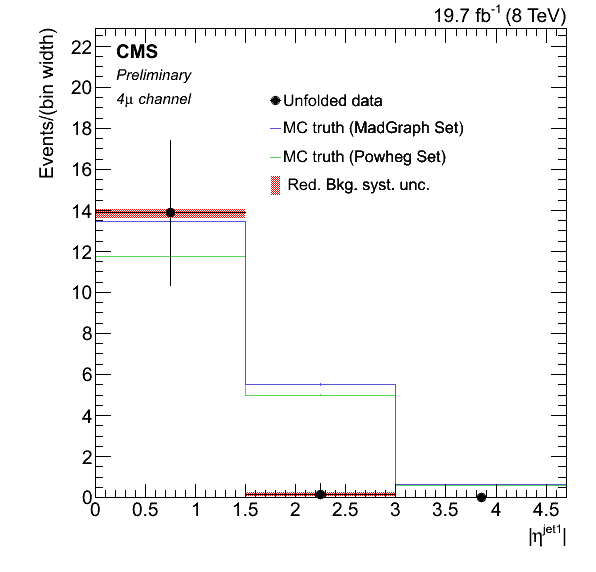 19.7 fb⁻¹ (8 TeV)
Events/(bin width)
CMS
Preliminary
4μ channel
Unfolded data
MC truth (MadGraph Set)
MC truth (Powheg Set)
Red. Bkg. syst. unc.
22
20
18
16
14
12
10
8
6
4
2
0
0 0.5 1 1.5 2 2.5 3 3.5 4 4.5
|η^jet1|